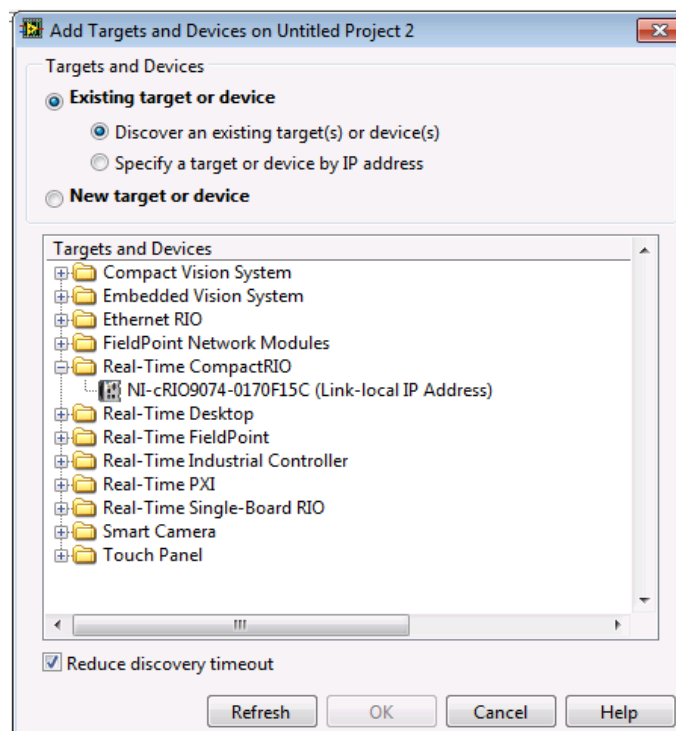 Add Targets and Devices on Untitled Project 2
Targets and Devices
Existing target or device
Discover an existing target(s) or device(s)
Specify a target or device by IP address
New target or device
Targets and Devices
Compact Vision System
Embedded Vision System
Ethernet RIO
FieldPoint Network Modules
Real-Time CompactRIO
NI-cRIO9074-0170F15C (Link-local IP Address)
Real-Time Desktop
Real-Time FieldPoint
Real-Time Industrial Controller
Real-Time PXI
Real-Time Single-Board RIO
Smart Camera
Touch Panel
Reduce discovery timeout
Refresh OK Cancel Help